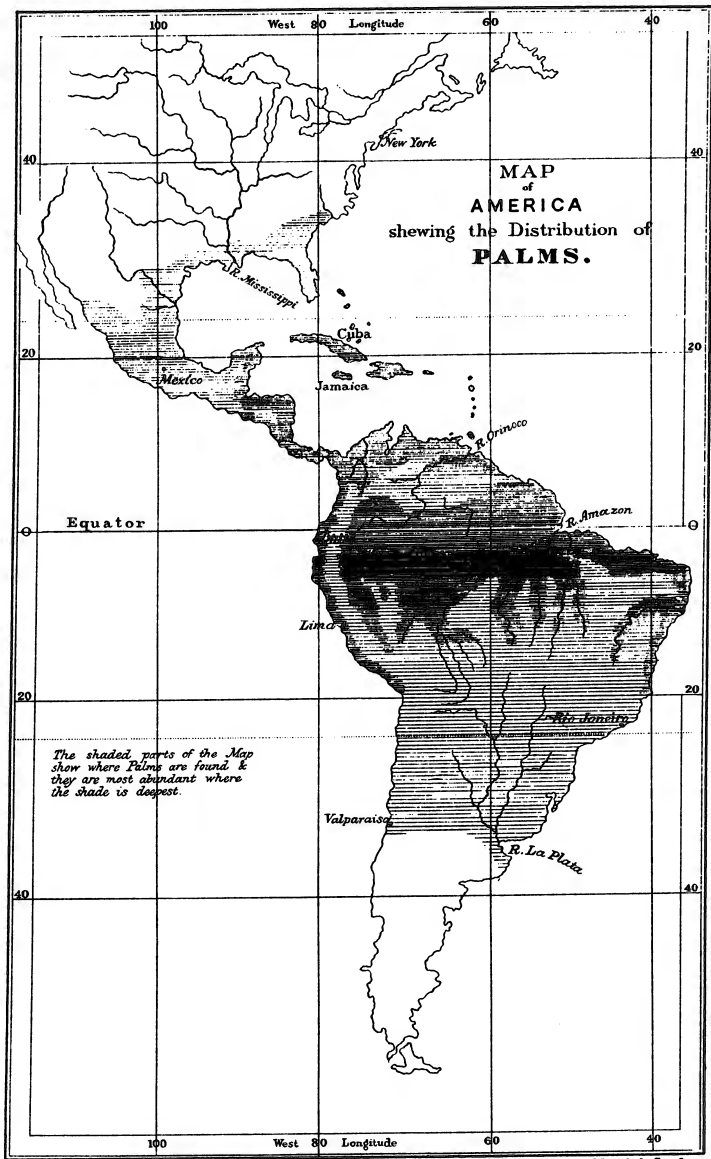 100 West 80 Longitude 60 40
New York
40 40
MAP
of
AMERICA
shewing the Distribution of
PALMS.
R. Mississippi
Cuba
20 20
Mexico
Jamaica
R. Orinoco
R. Amazon
0 Equator 0
Lima
20 20
Rio Janeiro
The shaded parts of the Map
show where Palms are found &
they are most abundant where
the shade is deepest.
Valparaiso
R. La Plata
40 40
100 West 80 Longitude 60 40